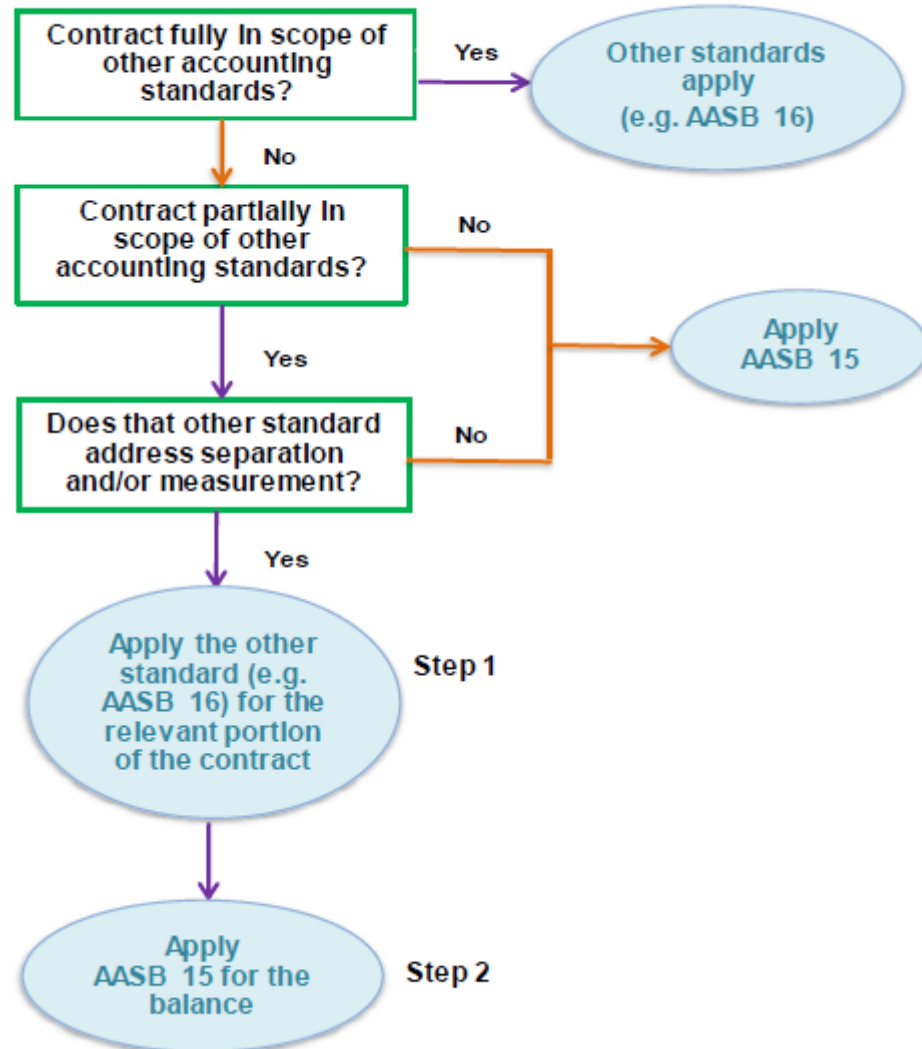 Contract fully In scope of
other accounting
standards?
Yes
Other standards
apply
(e.g. AASB 16)
No
Contract partially In
scope of other
accounting standards?
No
Apply
AASB 15
Yes
Does that other standard
address separation
and/or measurement?
No
Yes
Apply the other
standard (e.g.
AASB 16) for the
relevant portion
of the contract
Step 1
Apply
AASB 15 for the
balance
Step 2